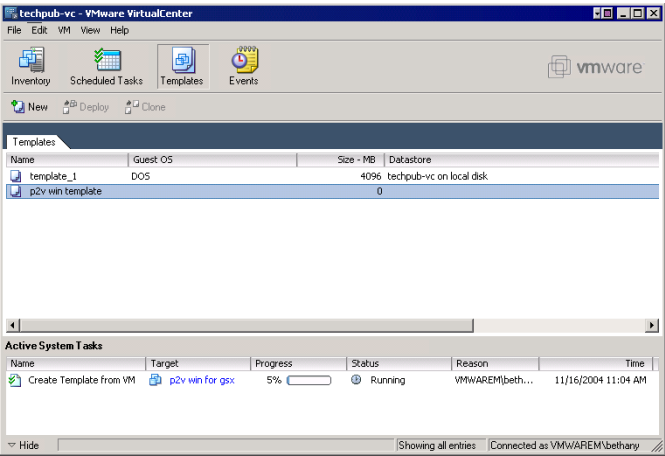 techpub-vc - VMware VirtualCenter
File Edit VM View Help
Inventory Scheduled Tasks Templates Events
vmware
New Deploy Clone
Templates
Name Guest OS Size - MB Datastore
template_1 DOS 4096 techpub-vc on local disk
p2v win template 0
Active System Tasks
Name Target Progress Status Reason Time
Create Template from VM p2v win for gsx 5% Running VMWAREM\beth... 11/16/2004 11:04 AM
Hide Showing all entries Connected as VMWAREM\bethany